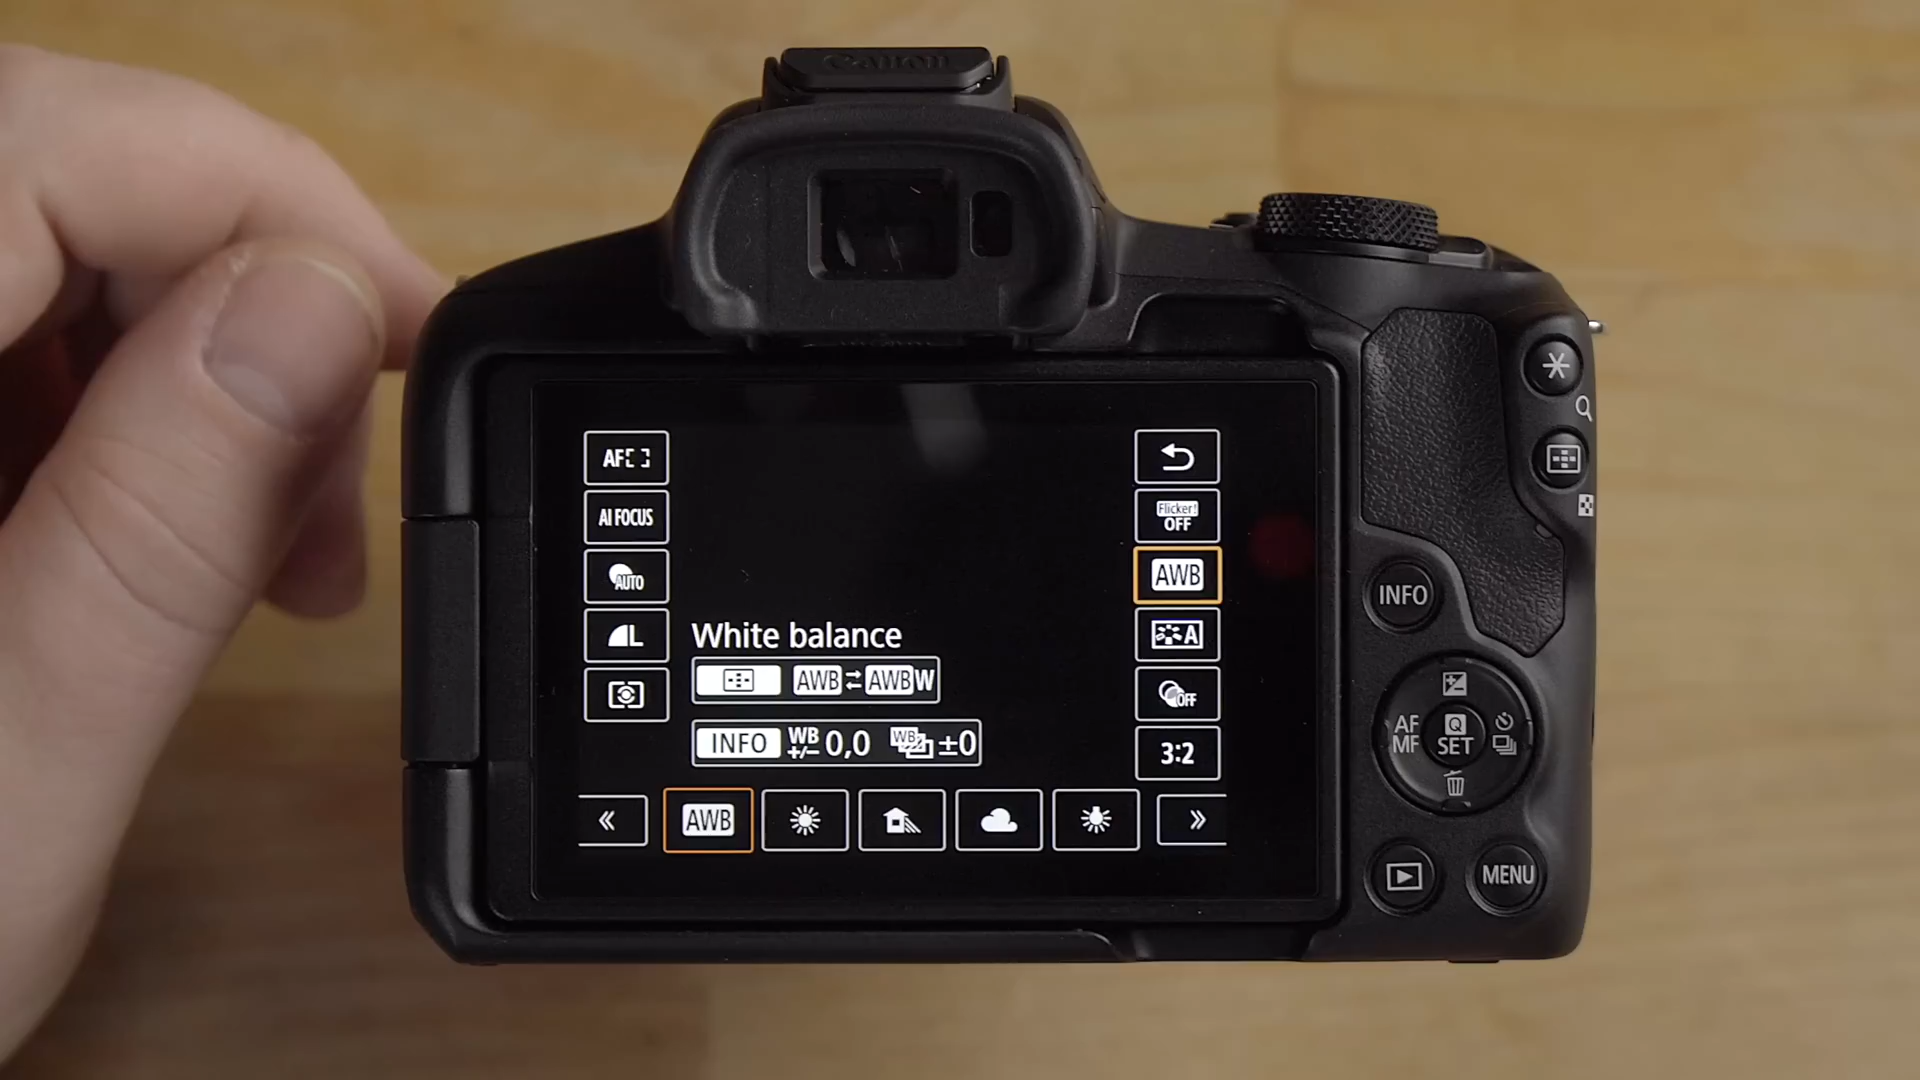 Canon
AF
AI FOCUS
AUTO
L
Flicker!
OFF
AWB
A
OFF
3:2
White balance
AWB AWBW
INFO WB +/- 0,0 WB ±0
« AWB »
INFO
AF
MF
Q
SET
MENU